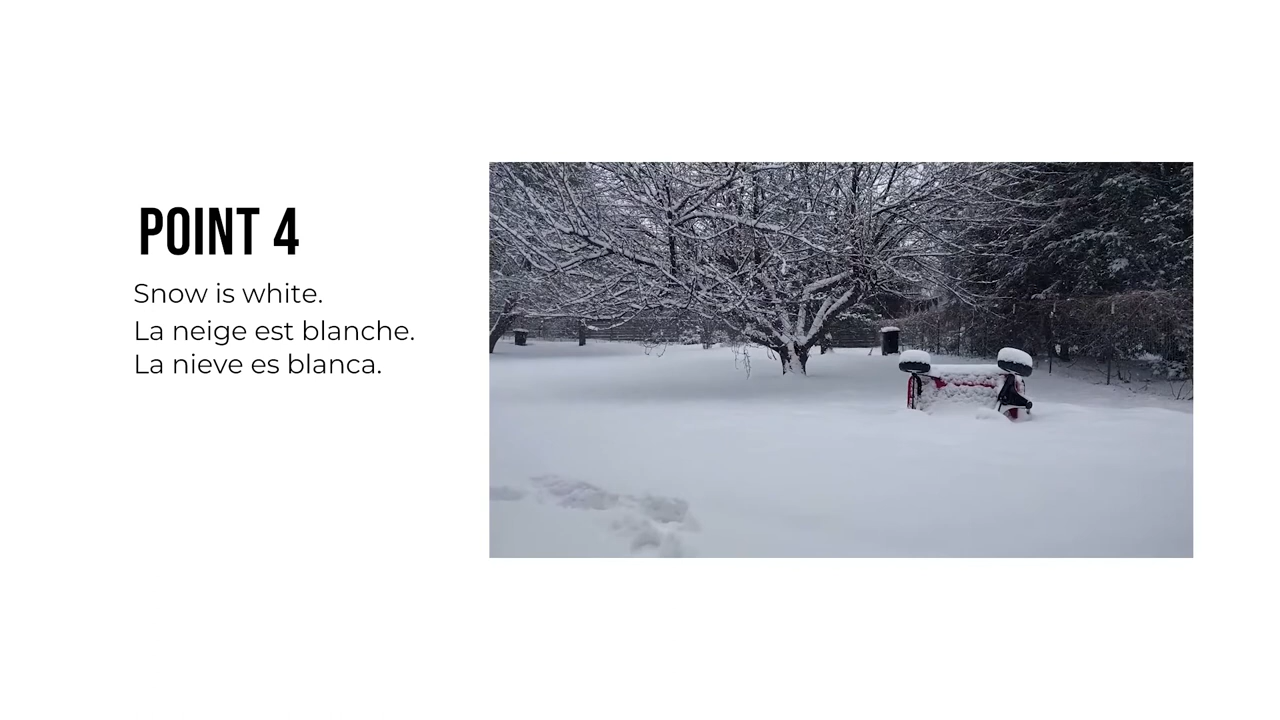 POINT 4
Snow is white.
La neige est blanche.
La nieve es blanca.